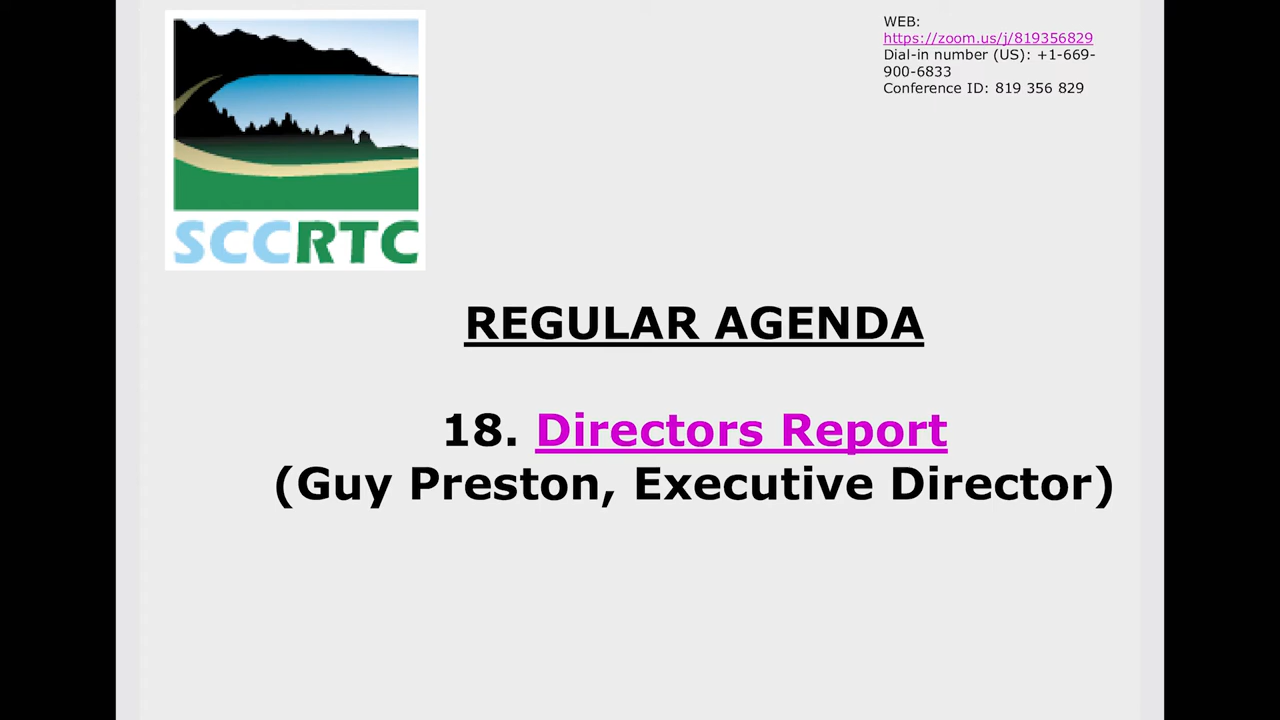 WEB:
https://zoom.us/j/819356829
Dial-in number (US): +1-669-
900-6833
Conference ID: 819 356 829
SCCRTC
REGULAR AGENDA
18. Directors Report
(Guy Preston, Executive Director)